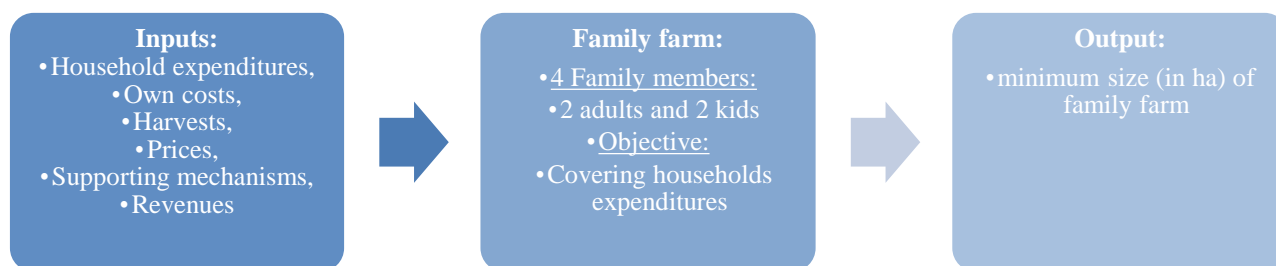 Inputs:
•Household expenditures,
•Own costs,
•Harvests,
•Prices,
•Supporting mechanisms,
•Revenues
Family farm:
•4 Family members:
•2 adults and 2 kids
•Objective:
•Covering households
expenditures
Output:
•minimum size (in ha) of
family farm